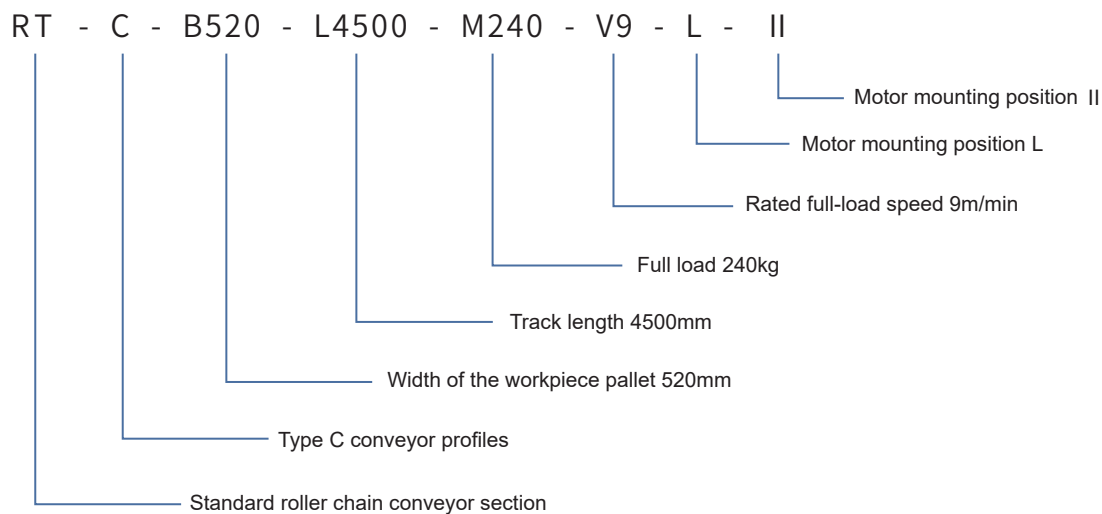 RT - C - B520 - L4500 - M240 - V9 - L - II
Motor mounting position II
Motor mounting position L
Rated full-load speed 9m/min
Full load 240kg
Track length 4500mm
Width of the workpiece pallet 520mm
Type C conveyor profiles
Standard roller chain conveyor section